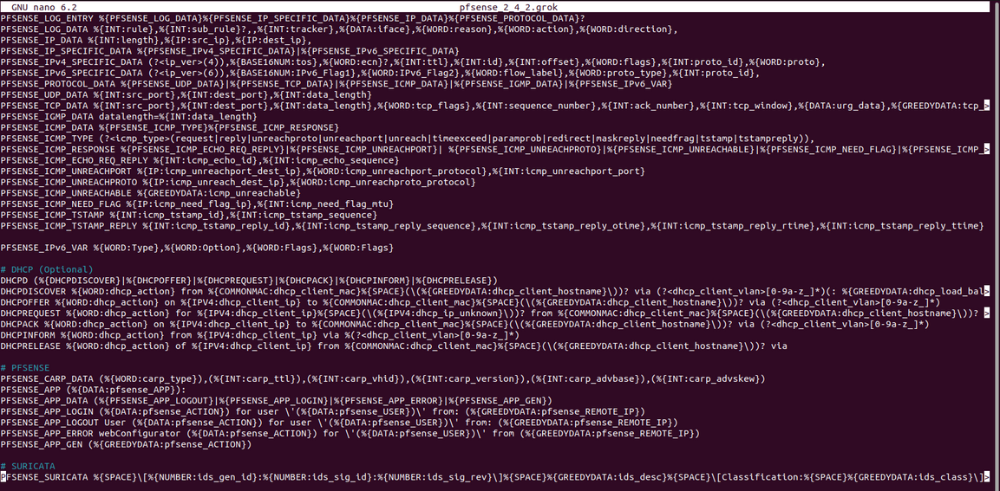 GNU nano 6.2 pfsense_2_4_2.grok
PFSENSE_LOG_ENTRY %{PFSENSE_LOG_DATA}%{PFSENSE_IP_SPECIFIC_DATA}%{PFSENSE_IP_DATA}%{PFSENSE_PROTOCOL_DATA}?
PFSENSE_LOG_DATA %{INT:rule},%{INT:sub_rule}?,,%{INT:tracker},%{DATA:iface},%{WORD:reason},%{WORD:action},%{WORD:direction},
PFSENSE_IP_DATA %{INT:length},%{IP:src_ip},%{IP:dest_ip},
PFSENSE_IP_SPECIFIC_DATA %{PFSENSE_IPv4_SPECIFIC_DATA}|%{PFSENSE_IPv6_SPECIFIC_DATA}
PFSENSE_IPv4_SPECIFIC_DATA (?<ip_ver>(4)),%{BASE16NUM:tos},%{WORD:ecn}?,%{INT:ttl},%{INT:id},%{INT:offset},%{WORD:flags},%{INT:proto_id},%{WORD:proto},
PFSENSE_IPv6_SPECIFIC_DATA (?<ip_ver>(6)),%{BASE16NUM:IPv6_Flag1},%{WORD:IPv6_Flag2},%{WORD:flow_label},%{WORD:proto_type},%{INT:proto_id},
PFSENSE_PROTOCOL_DATA %{PFSENSE_UDP_DATA}|%{PFSENSE_TCP_DATA}|%{PFSENSE_ICMP_DATA}|%{PFSENSE_IGMP_DATA}|%{PFSENSE_IPv6_VAR}
PFSENSE_UDP_DATA %{INT:src_port},%{INT:dest_port},%{INT:data_length}
PFSENSE_TCP_DATA %{INT:src_port},%{INT:dest_port},%{INT:data_length},%{WORD:tcp_flags},%{INT:sequence_number},%{INT:ack_number},%{INT:tcp_window},%{DATA:urg_data},%{GREEDYDATA:tcp_>
PFSENSE_IGMP_DATA datalength=%{INT:data_length}
PFSENSE_ICMP_DATA %{PFSENSE_ICMP_TYPE}%{PFSENSE_ICMP_RESPONSE}
PFSENSE_ICMP_TYPE (?<icmp_type>(request|reply|unreachproto|unreachport|unreach|timeexceed|paramprob|redirect|maskreply|needfrag|tstamp|tstampreply)),
PFSENSE_ICMP_RESPONSE %{PFSENSE_ICMP_ECHO_REQ_REPLY}|%{PFSENSE_ICMP_UNREACHPORT}| %{PFSENSE_ICMP_UNREACHPROTO}|%{PFSENSE_ICMP_UNREACHABLE}|%{PFSENSE_ICMP_NEED_FLAG}|%{PFSENSE_ICMP_>
PFSENSE_ICMP_ECHO_REQ_REPLY %{INT:icmp_echo_id},%{INT:icmp_echo_sequence}
PFSENSE_ICMP_UNREACHPORT %{IP:icmp_unreachport_dest_ip},%{WORD:icmp_unreachport_protocol},%{INT:icmp_unreachport_port}
PFSENSE_ICMP_UNREACHPROTO %{IP:icmp_unreach_dest_ip},%{WORD:icmp_unreachproto_protocol}
PFSENSE_ICMP_UNREACHABLE %{GREEDYDATA:icmp_unreachable}
PFSENSE_ICMP_NEED_FLAG %{IP:icmp_need_flag_ip},%{INT:icmp_need_flag_mtu}
PFSENSE_ICMP_TSTAMP %{INT:icmp_tstamp_id},%{INT:icmp_tstamp_sequence}
PFSENSE_ICMP_TSTAMP_REPLY %{INT:icmp_tstamp_reply_id},%{INT:icmp_tstamp_reply_sequence},%{INT:icmp_tstamp_reply_otime},%{INT:icmp_tstamp_reply_rtime},%{INT:icmp_tstamp_reply_ttime}
PFSENSE_IPv6_VAR %{WORD:Type},%{WORD:Option},%{WORD:Flags},%{WORD:Flags}
# DHCP (Optional)
DHCPD (%{DHCPDISCOVER}|%{DHCPOFFER}|%{DHCPREQUEST}|%{DHCPACK}|%{DHCPINFORM}|%{DHCPRELEASE})
DHCPDISCOVER %{WORD:dhcp_action} from %{COMMONMAC:dhcp_client_mac}%{SPACE}(\(%{GREEDYDATA:dhcp_client_hostname}\))? via (?<dhcp_client_vlan>[0-9a-z_]*)(: %{GREEDYDATA:dhcp_load_bal>
DHCPOFFER %{WORD:dhcp_action} on %{IPV4:dhcp_client_ip} to %{COMMONMAC:dhcp_client_mac}%{SPACE}(\(%{GREEDYDATA:dhcp_client_hostname}\))? via (?<dhcp_client_vlan>[0-9a-z_]*)
DHCPREQUEST %{WORD:dhcp_action} for %{IPV4:dhcp_client_ip}%{SPACE}(\(%{IPV4:dhcp_ip_unknown}\))? from %{COMMONMAC:dhcp_client_mac}%{SPACE}(\(%{GREEDYDATA:dhcp_client_hostname}\))? >
DHCPACK %{WORD:dhcp_action} on %{IPV4:dhcp_client_ip} to %{COMMONMAC:dhcp_client_mac}%{SPACE}(\(%{GREEDYDATA:dhcp_client_hostname}\))? via (?<dhcp_client_vlan>[0-9a-z_]*)
DHCPINFORM %{WORD:dhcp_action} from %{IPV4:dhcp_client_ip} via %(?<dhcp_client_vlan>[0-9a-z_]*)
DHCPRELEASE %{WORD:dhcp_action} of %{IPV4:dhcp_client_ip} from %{COMMONMAC:dhcp_client_mac}%{SPACE}(\(%{GREEDYDATA:dhcp_client_hostname}\))? via
# PFSENSE
PFSENSE_CARP_DATA (%{WORD:carp_type}),(%{INT:carp_ttl}),(%{INT:carp_vhid}),(%{INT:carp_version}),(%{INT:carp_advbase}),(%{INT:carp_advskew})
PFSENSE_APP (%{DATA:pfsense_APP}):
PFSENSE_APP_DATA (%{PFSENSE_APP_LOGOUT}|%{PFSENSE_APP_LOGIN}|%{PFSENSE_APP_ERROR}|%{PFSENSE_APP_GEN})
PFSENSE_APP_LOGIN (%{DATA:pfsense_ACTION}) for user \'(%{DATA:pfsense_USER})\' from: (%{GREEDYDATA:pfsense_REMOTE_IP})
PFSENSE_APP_LOGOUT User (%{DATA:pfsense_ACTION}) for user \'(%{DATA:pfsense_USER})\' from: (%{GREEDYDATA:pfsense_REMOTE_IP})
PFSENSE_APP_ERROR webConfigurator (%{DATA:pfsense_ACTION}) for \'(%{DATA:pfsense_USER})\' from (%{GREEDYDATA:pfsense_REMOTE_IP})
PFSENSE_APP_GEN (%{GREEDYDATA:pfsense_ACTION})
# SURICATA
PFSENSE_SURICATA %{SPACE}\[%{NUMBER:ids_gen_id}:%{NUMBER:ids_sig_id}:%{NUMBER:ids_sig_rev}\]%{SPACE}%{GREEDYDATA:ids_desc}%{SPACE}\[Classification:%{SPACE}%{GREEDYDATA:ids_class}\]>